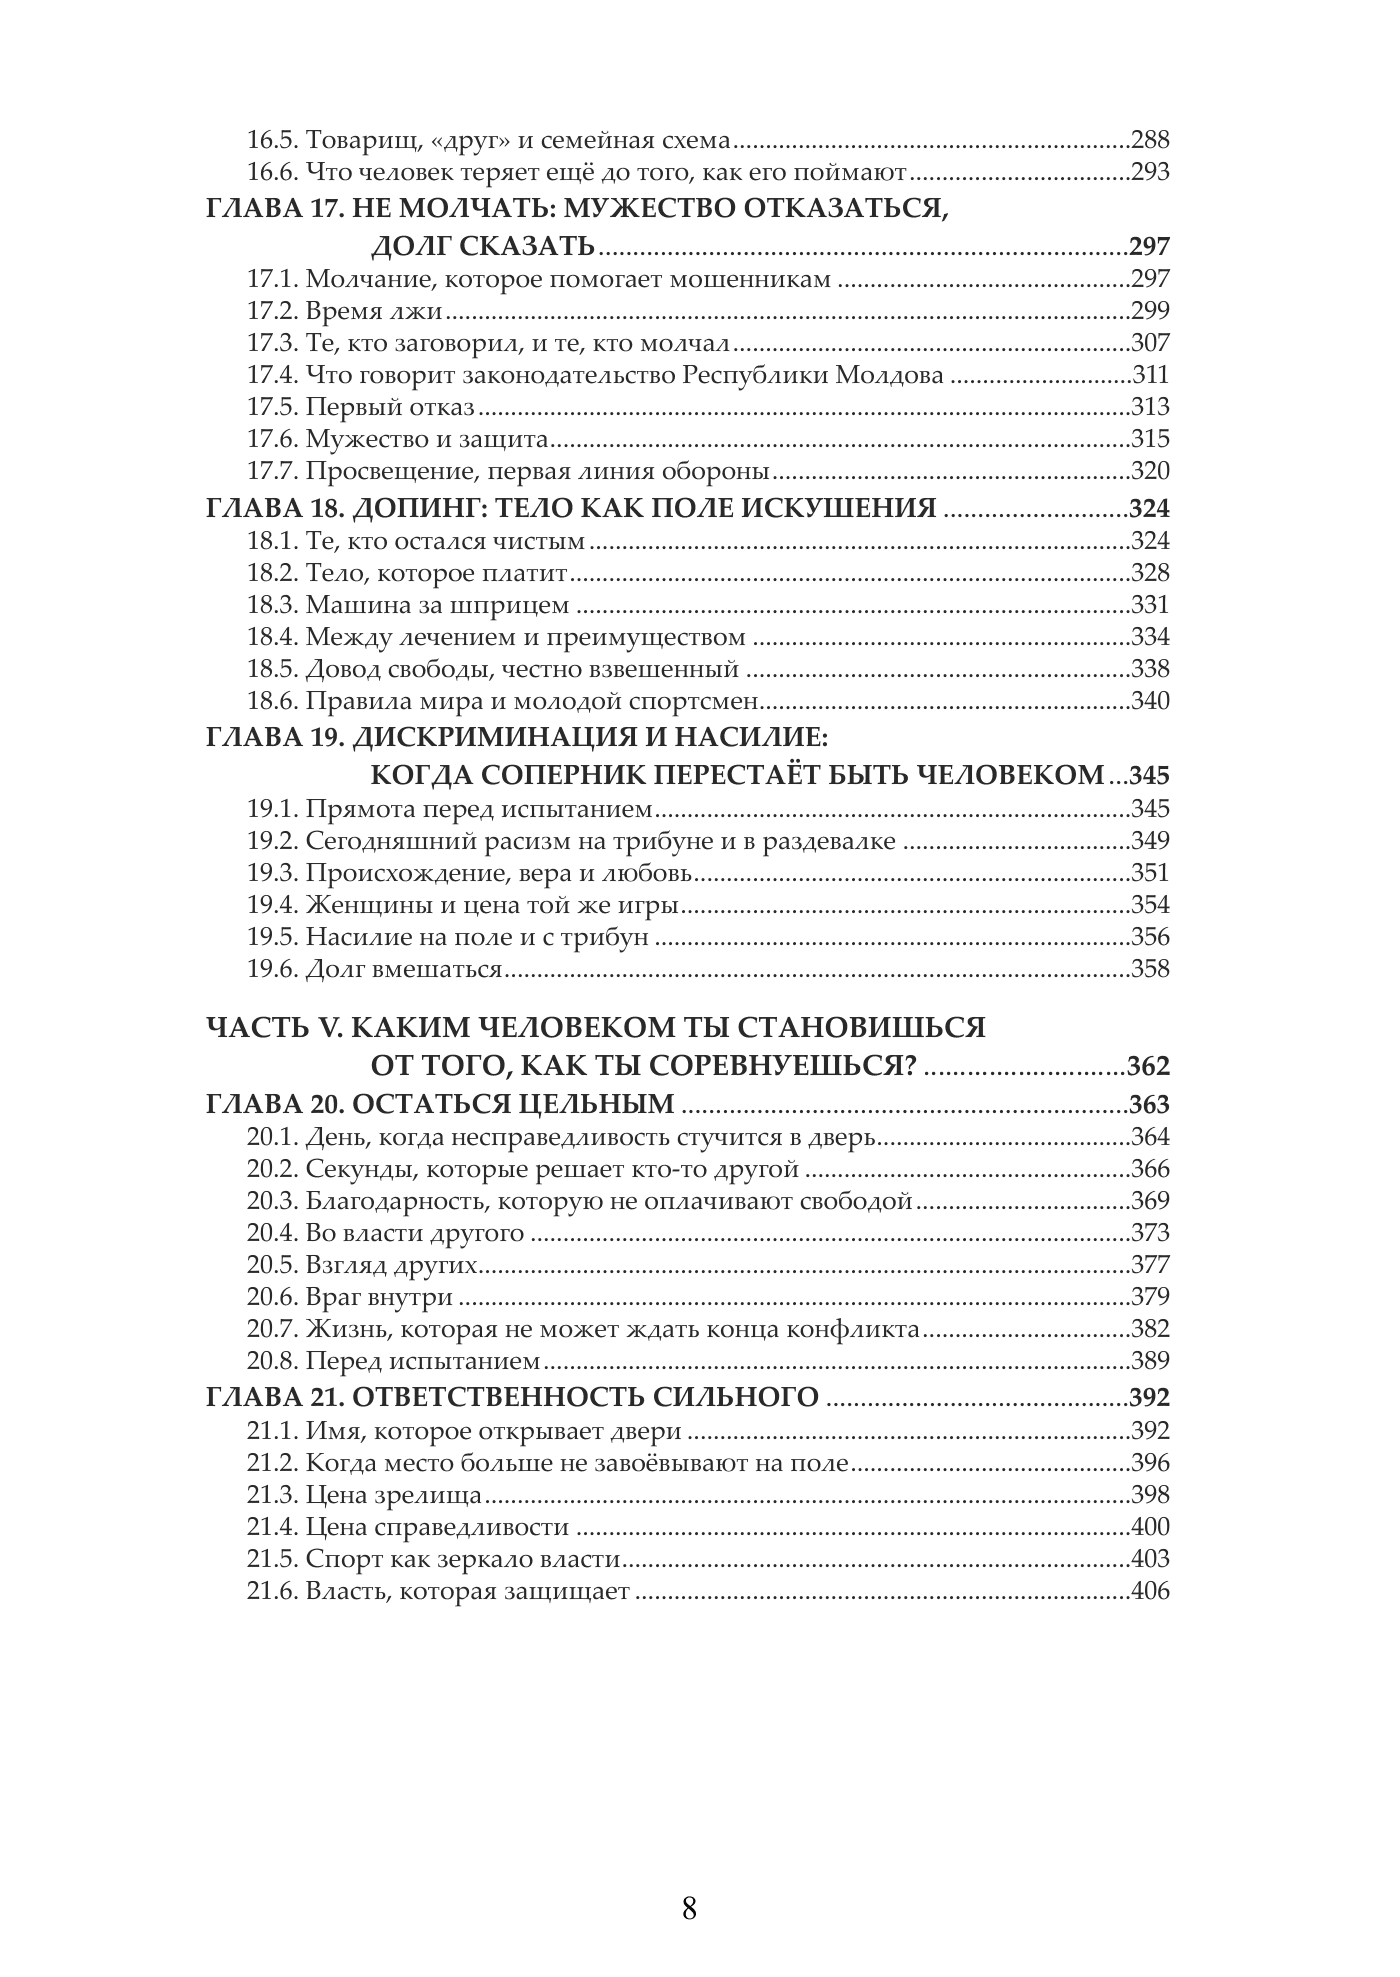 16.5. Товарищ, «друг» и семейная схема...288
16.6. Что человек теряет ещё до того, как его поймают...293
ГЛАВА 17. НЕ МОЛЧАТЬ: МУЖЕСТВО ОТКАЗАТЬСЯ,
ДОЛГ СКАЗАТЬ...297
17.1. Молчание, которое помогает мошенникам...297
17.2. Время лжи...299
17.3. Те, кто заговорил, и те, кто молчал...307
17.4. Что говорит законодательство Республики Молдова...311
17.5. Первый отказ...313
17.6. Мужество и защита...315
17.7. Просвещение, первая линия обороны...320
ГЛАВА 18. ДОПИНГ: ТЕЛО КАК ПОЛЕ ИСКУШЕНИЯ...324
18.1. Те, кто остался чистым...324
18.2. Тело, которое платит...328
18.3. Машина за шприцем...331
18.4. Между лечением и преимуществом...334
18.5. Довод свободы, честно взвешенный...338
18.6. Правила мира и молодой спортсмен...340
ГЛАВА 19. ДИСКРИМИНАЦИЯ И НАСИЛИЕ:
КОГДА СОПЕРНИК ПЕРЕСТАЁТ БЫТЬ ЧЕЛОВЕКОМ...345
19.1. Прямота перед испытанием...345
19.2. Сегодняшний расизм на трибуне и в раздевалке...349
19.3. Происхождение, вера и любовь...351
19.4. Женщины и цена той же игры...354
19.5. Насилие на поле и с трибун...356
19.6. Долг вмешаться...358
ЧАСТЬ V. КАКИМ ЧЕЛОВЕКОМ ТЫ СТАНОВИШЬСЯ
ОТ ТОГО, КАК ТЫ СОРЕВНУЕШЬСЯ?...362
ГЛАВА 20. ОСТАТЬСЯ ЦЕЛЬНЫМ...363
20.1. День, когда несправедливость стучится в дверь...364
20.2. Секунды, которые решает кто-то другой...366
20.3. Благодарность, которую не оплачивают свободой...369
20.4. Во власти другого...373
20.5. Взгляд других...377
20.6. Враг внутри...379
20.7. Жизнь, которая не может ждать конца конфликта...382
20.8. Перед испытанием...389
ГЛАВА 21. ОТВЕТСТВЕННОСТЬ СИЛЬНОГО...392
21.1. Имя, которое открывает двери...392
21.2. Когда место больше не завоёвывают на поле...396
21.3. Цена зрелища...398
21.4. Цена справедливости...400
21.5. Спорт как зеркало власти...403
21.6. Власть, которая защищает...406
8